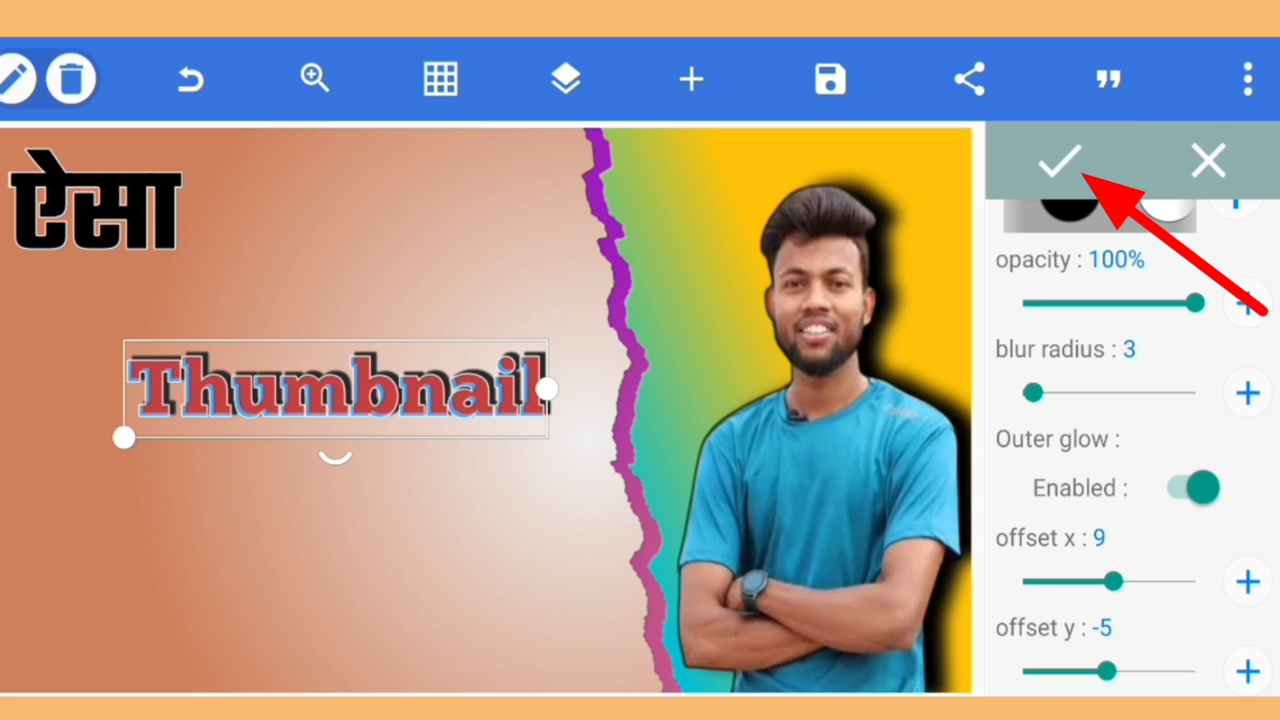 ऐसा
Thumbnail
opacity : 100%
blur radius : 3
Outer glow :
Enabled :
offset x : 9
offset y : -5